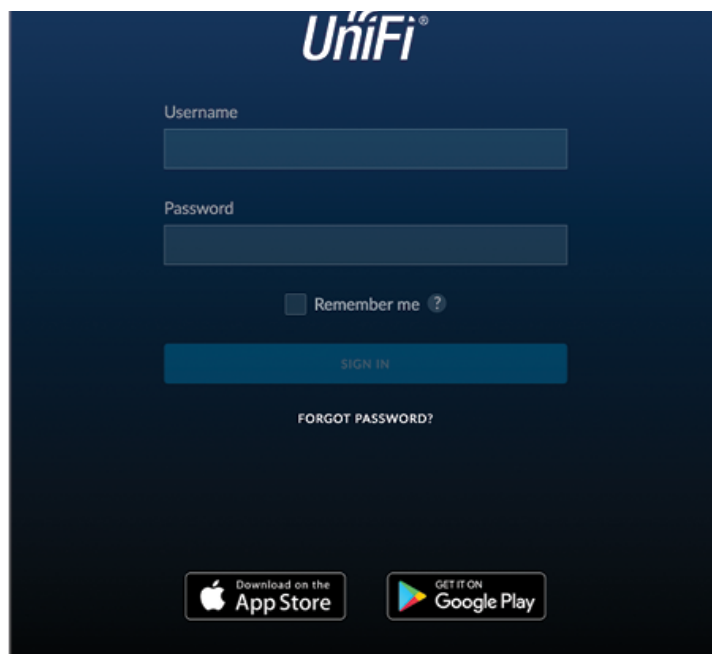 UniFi®
Username
Password
Remember me ?
SIGN IN
FORGOT PASSWORD?
Download on the
App Store
GET IT ON
Google Play